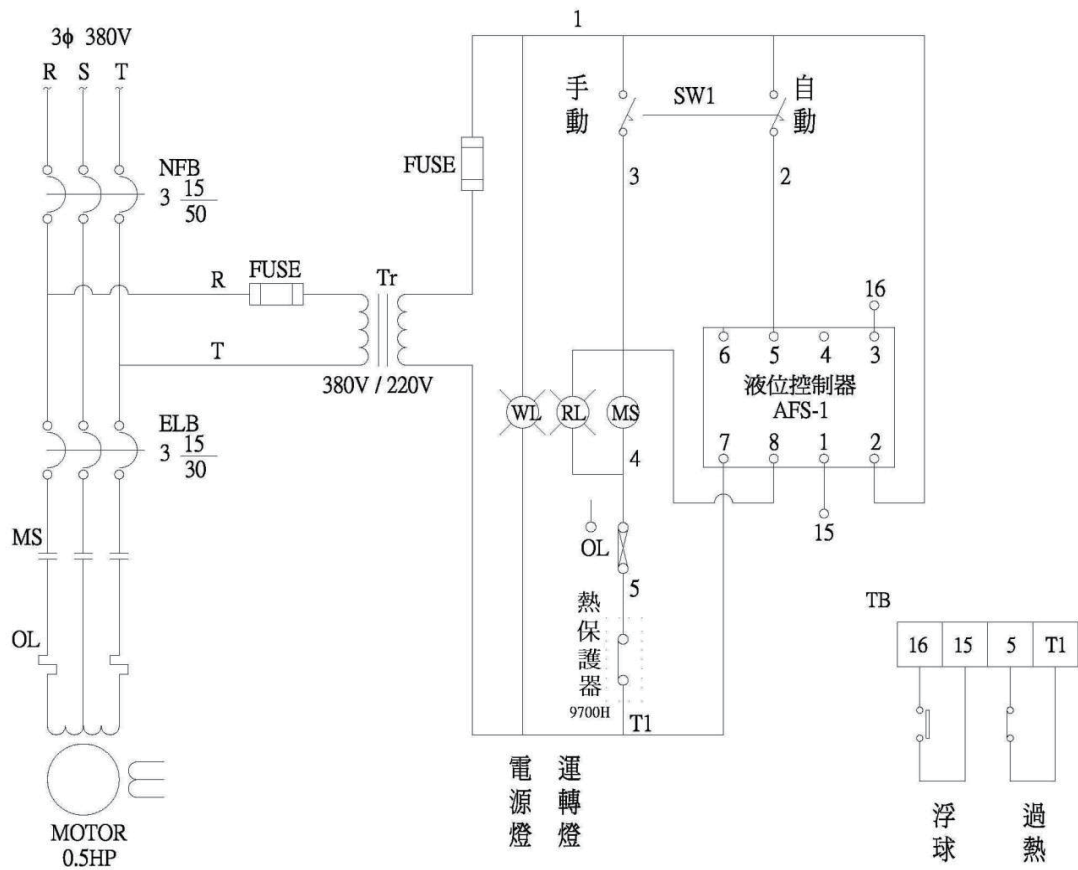 3ϕ 380V
R S T
NFB
3 15/50
R
FUSE
T
Tr
380V / 220V
FUSE
ELB
3 15/30
MS
OL
MOTOR
0.5HP
1
手動
SW1
自動
3
2
16
6 5 4 3
液位控制器
AFS-1
7 8 1 2
15
WL
RL
MS
4
OL
5
熱保護器
9700H
T1
電源燈
運轉燈
TB
16 15 5 T1
浮球
過熱